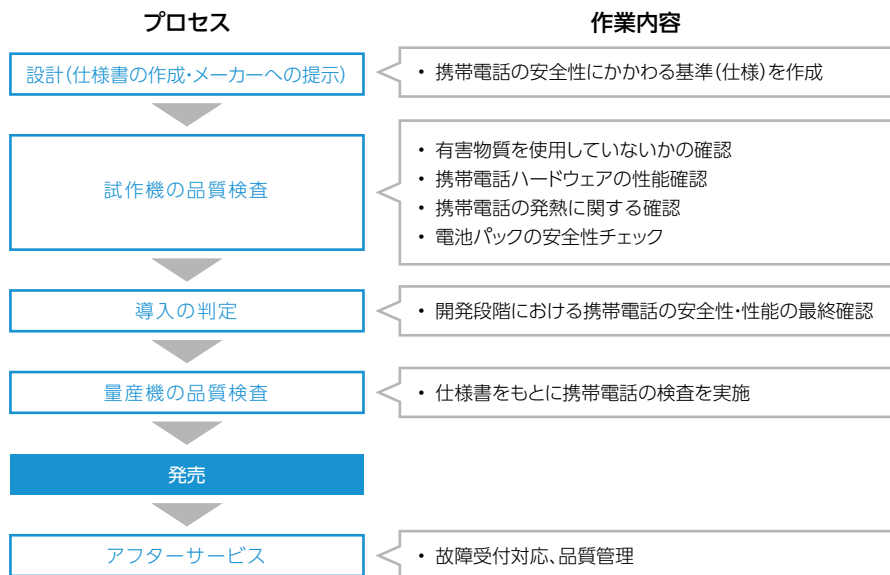 プロセス
作業内容
設計(仕様書の作成・メーカーへの提示)
・ 携帯電話の安全性にかかわる基準(仕様)を作成
試作機の品質検査
・ 有害物質を使用していないかの確認
・ 携帯電話ハードウェアの性能確認
・ 携帯電話の発熱に関する確認
・ 電池パックの安全性チェック
導入の判定
・ 開発段階における携帯電話の安全性・性能の最終確認
量産機の品質検査
・ 仕様書をもとに携帯電話の検査を実施
発売
アフターサービス
・ 故障受付対応、品質管理